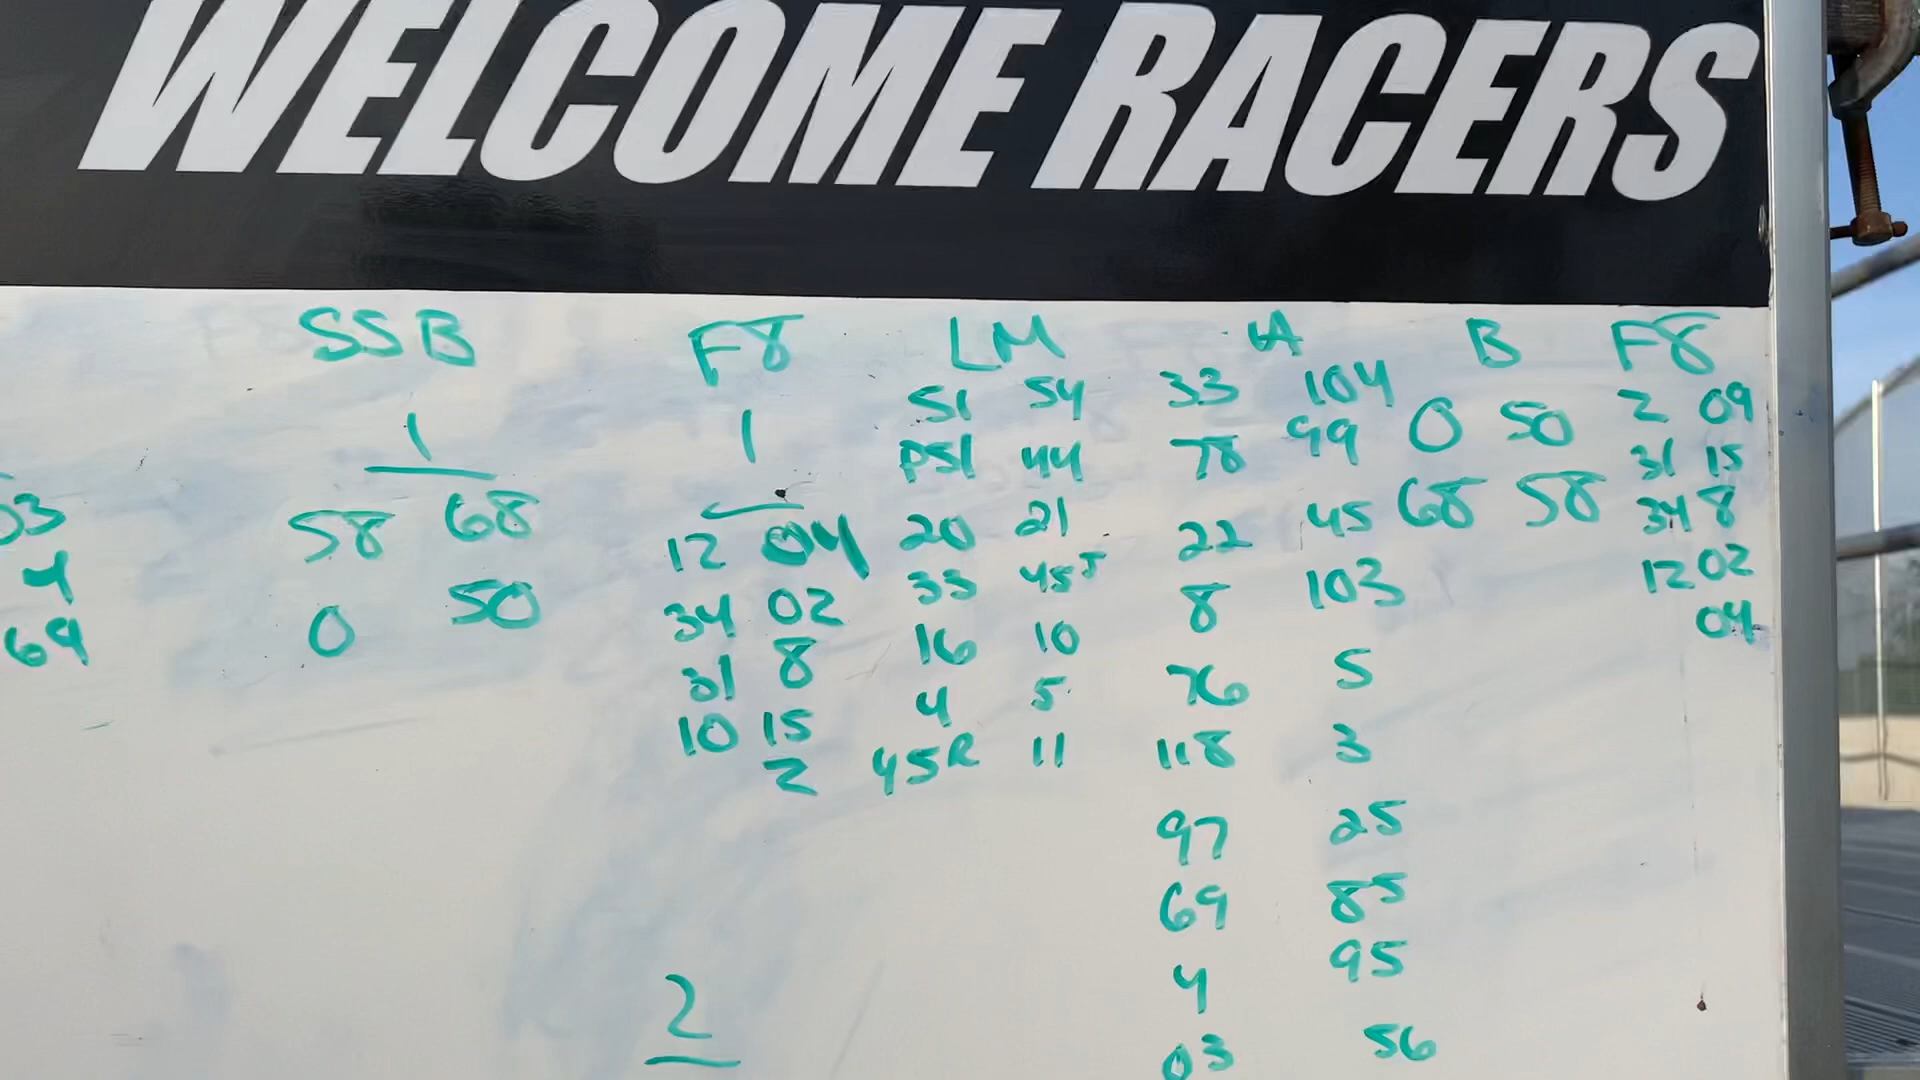 WELCOME RACERS
SSB F8 LM A B F8
1 1 51 54 33 104 0 50 2 09
PSI 44 78 99 31 15
03 58 68 12 04 20 21 22 45 68 58 34 8
4 0 50 34 02 33 45J 8 103 12 02
69 31 8 16 10 76 5 04
10 15 4 5 118 3
2 45R 11
97 25
69 85
4 95
2 03 56